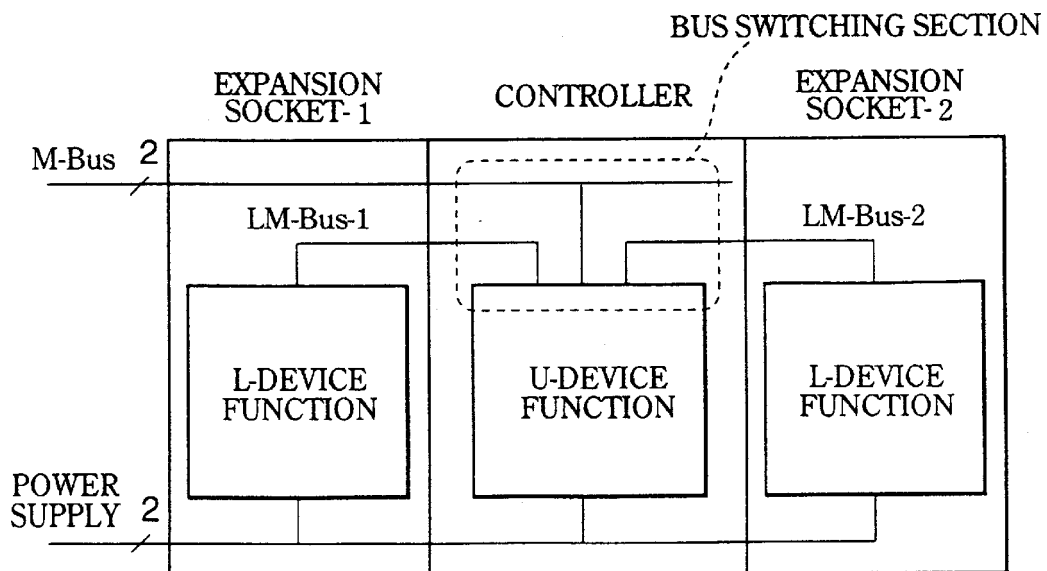 BUS SWITCHING SECTION
EXPANSION
SOCKET-1
CONTROLLER
EXPANSION
SOCKET-2
M-Bus 2
LM-Bus-1
LM-Bus-2
L-DEVICE
FUNCTION
U-DEVICE
FUNCTION
L-DEVICE
FUNCTION
POWER
SUPPLY 2